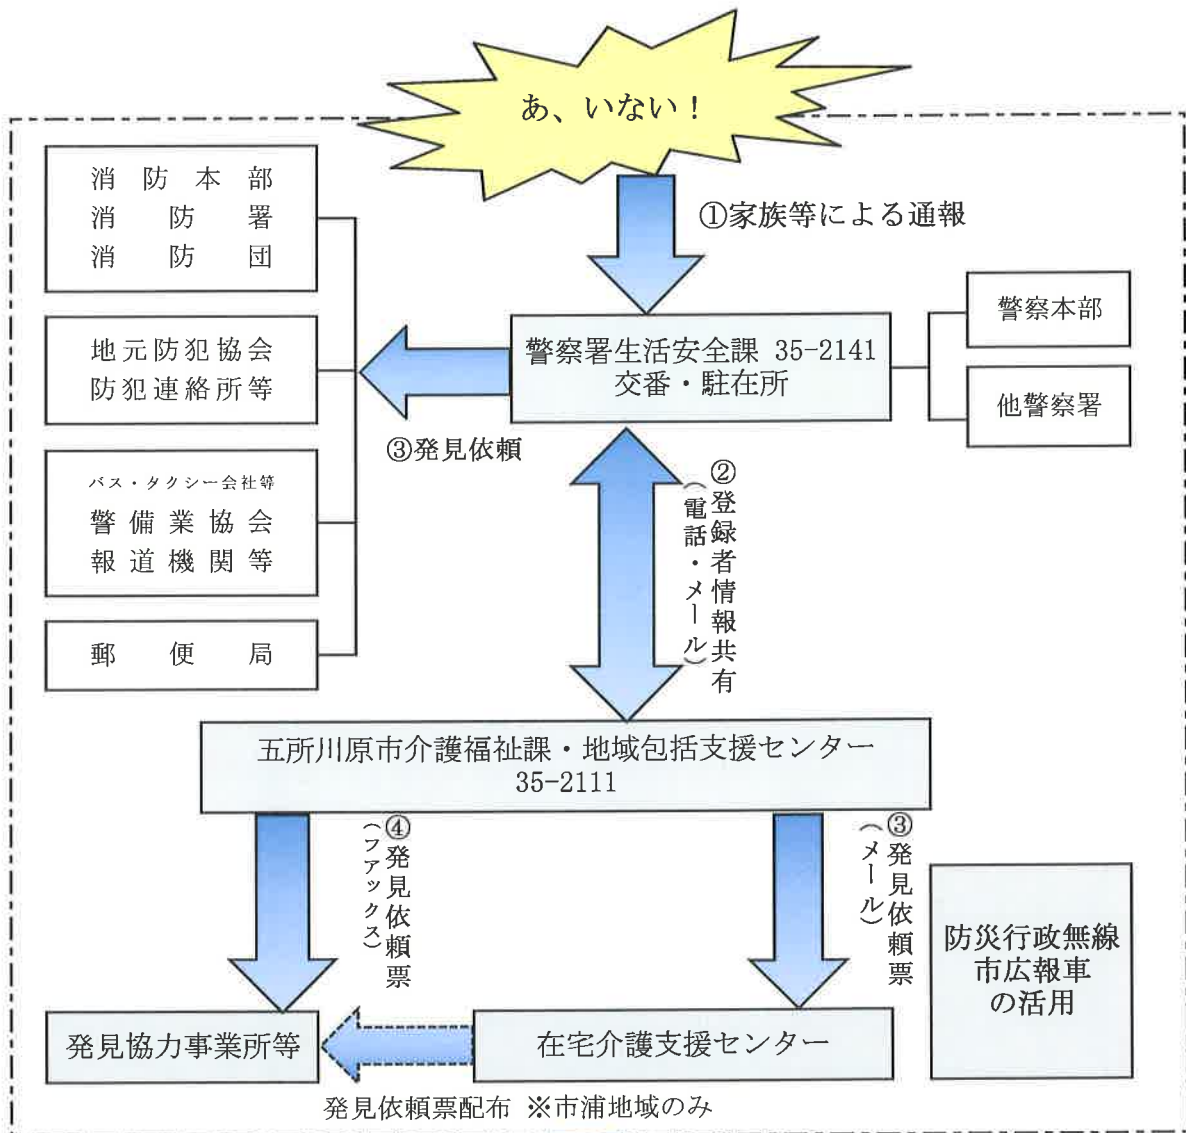 あ、いない！
①家族等による通報
消防本部
消防署
消防団
地元防犯協会
防犯連絡所等
バス・タクシー会社等
警備業協会
報道機関等
郵便局
警察署生活安全課 35-2141
交番・駐在所
警察本部
他警察署
③発見依頼
②登録者情報共有
（電話・メール）
五所川原市介護福祉課・地域包括支援センター
35-2111
④発見依頼票
（ファックス）
③発見依頼票
（メール）
防災行政無線
市広報車
の活用
発見協力事業所等
在宅介護支援センター
発見依頼票配布 ※市浦地域のみ